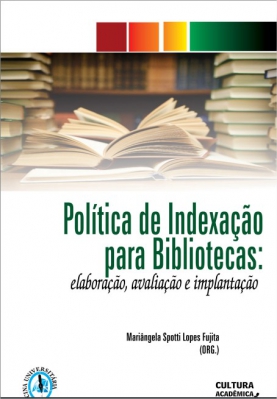 Política de Indexação
para Bibliotecas:
elaboração, avaliação e implantação
Mariângela Spotti Lopes Fujita
(ORG.)
CULTURA
ACADÊMICA